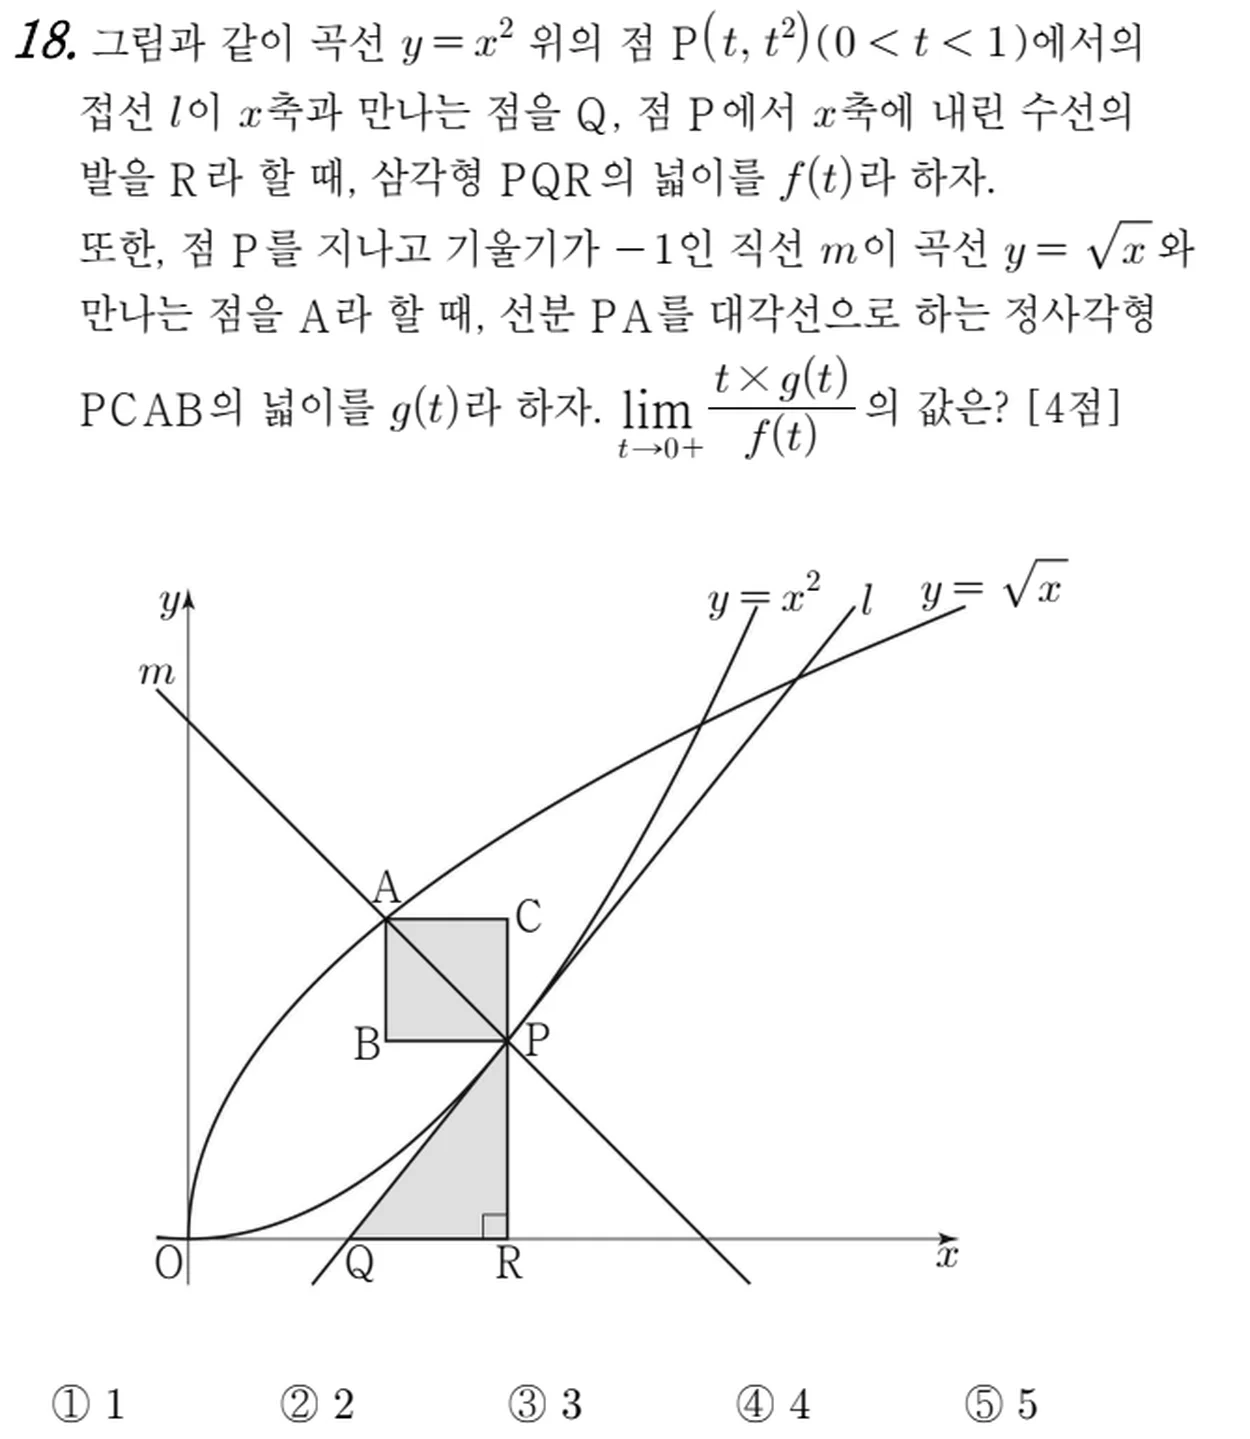 18. 그림과 같이 곡선 y = x² 위의 점 P(t, t²)(0 < t < 1)에서의
접선 l이 x축과 만나는 점을 Q, 점 P에서 x축에 내린 수선의
발을 R라 할 때, 삼각형 PQR의 넓이를 f(t)라 하자.
또한, 점 P를 지나고 기울기가 −1인 직선 m이 곡선 y = √x 와
만나는 점을 A라 할 때, 선분 PA를 대각선으로 하는 정사각형
PCAB의 넓이를 g(t)라 하자. lim_{t→0+} (t × g(t))/f(t) 의 값은? [4점]
y
m
y = x²
l
y = √x
A
C
B
P
O
Q
R
x
① 1 ② 2 ③ 3 ④ 4 ⑤ 5